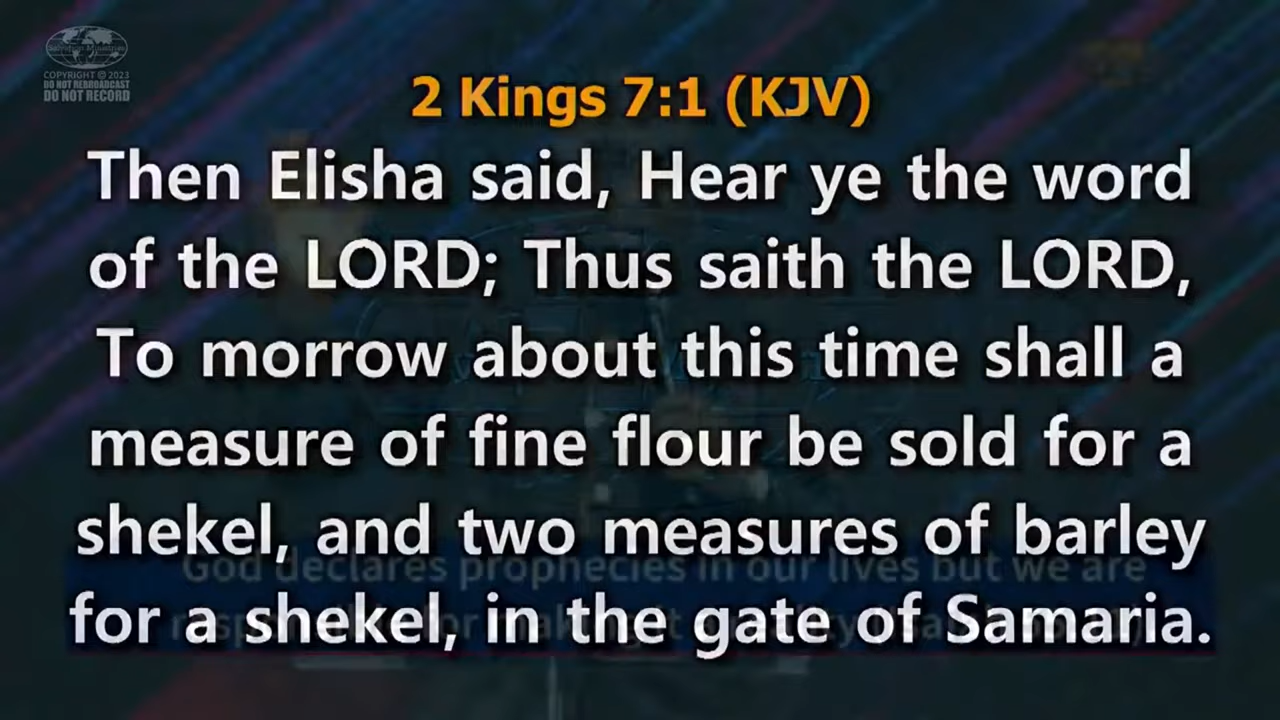 Salvation Ministries
COPYRIGHT © 2023
DO NOT REBROADCAST
DO NOT RECORD
2 Kings 7:1 (KJV)
Then Elisha said, Hear ye the word
of the LORD; Thus saith the LORD,
To morrow about this time shall a
measure of fine flour be sold for a
shekel, and two measures of barley
for a shekel, in the gate of Samaria.
God declares prophecies in our lives but we are